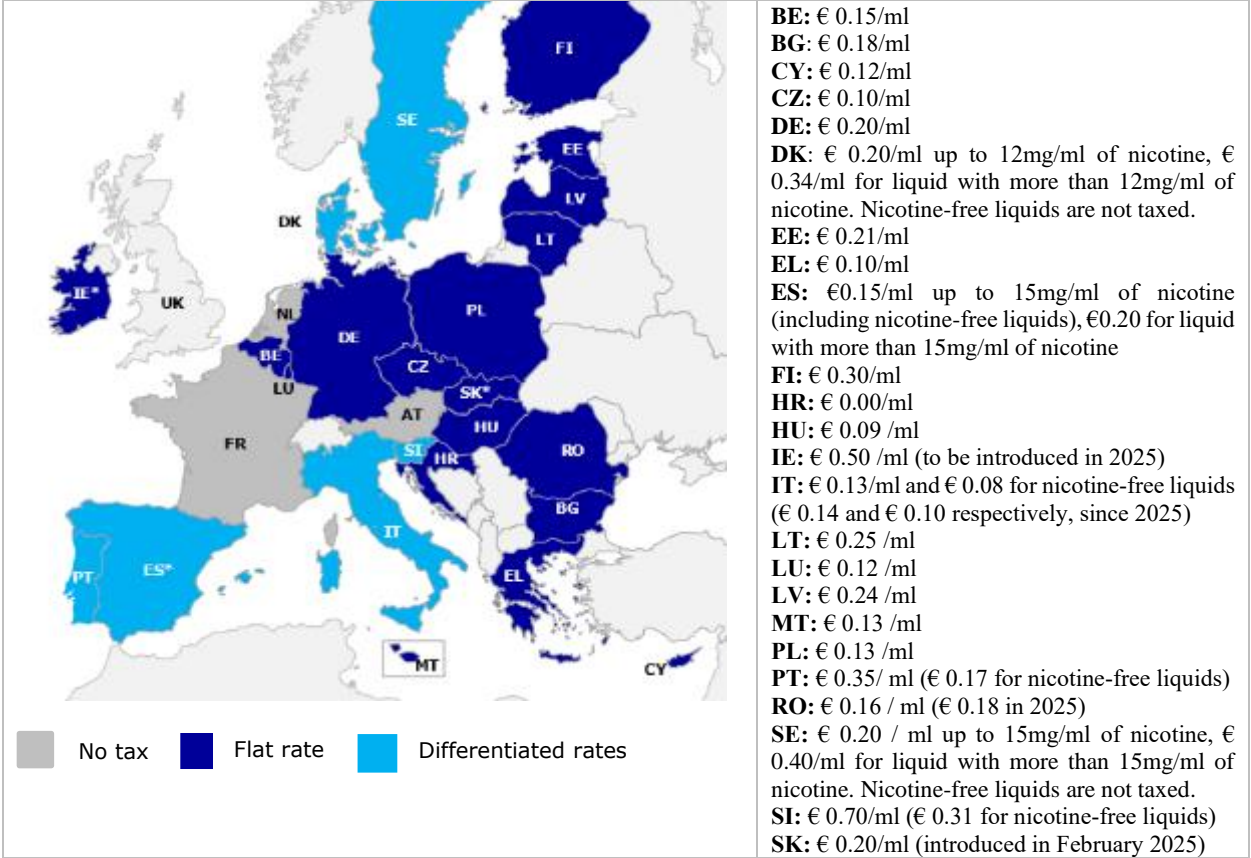 FI
SE
EE
LV
DK
LT
IE*
UK
NL
PL
DE
BE
CZ
LU
SK*
AT
HU
FR
SI
HR
RO
BG
IT
PT
ES*
EL
MT
CY
No tax
Flat rate
Differentiated rates
BE: € 0.15/ml
BG: € 0.18/ml
CY: € 0.12/ml
CZ: € 0.10/ml
DE: € 0.20/ml
DK: € 0.20/ml up to 12mg/ml of nicotine, €
0.34/ml for liquid with more than 12mg/ml of
nicotine. Nicotine-free liquids are not taxed.
EE: € 0.21/ml
EL: € 0.10/ml
ES: €0.15/ml up to 15mg/ml of nicotine
(including nicotine-free liquids), €0.20 for liquid
with more than 15mg/ml of nicotine
FI: € 0.30/ml
HR: € 0.00/ml
HU: € 0.09 /ml
IE: € 0.50 /ml (to be introduced in 2025)
IT: € 0.13/ml and € 0.08 for nicotine-free liquids
(€ 0.14 and € 0.10 respectively, since 2025)
LT: € 0.25 /ml
LU: € 0.12 /ml
LV: € 0.24 /ml
MT: € 0.13 /ml
PL: € 0.13 /ml
PT: € 0.35/ ml (€ 0.17 for nicotine-free liquids)
RO: € 0.16 / ml (€ 0.18 in 2025)
SE: € 0.20 / ml up to 15mg/ml of nicotine, €
0.40/ml for liquid with more than 15mg/ml of
nicotine. Nicotine-free liquids are not taxed.
SI: € 0.70/ml (€ 0.31 for nicotine-free liquids)
SK: € 0.20/ml (introduced in February 2025)